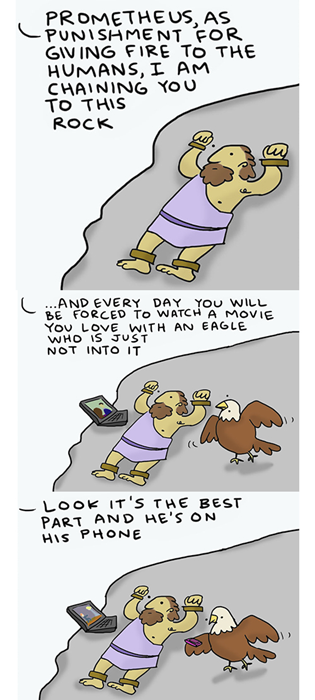 PROMETHEUS, AS
PUNISHMENT FOR
GIVING FIRE TO THE
HUMANS, I AM
CHAINING YOU
TO THIS
ROCK
...AND EVERY DAY YOU WILL
BE FORCED TO WATCH A MOVIE
YOU LOVE WITH AN EAGLE
WHO IS JUST
NOT INTO IT
LOOK IT'S THE BEST
PART AND HE'S ON
HIS PHONE